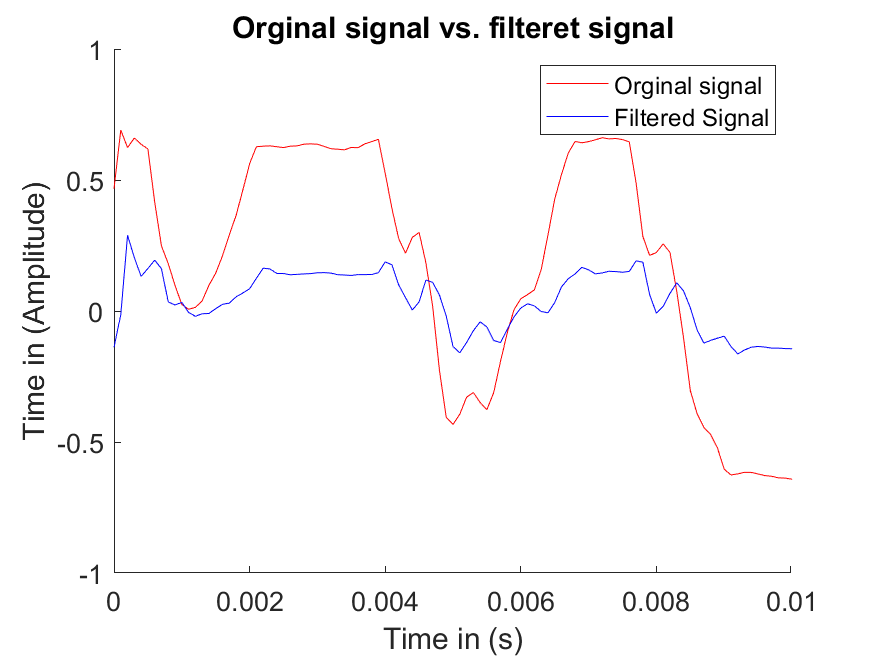 Orginal signal vs. filteret signal
Orginal signal
Filtered Signal
Time in (Amplitude)
1
0.5
0
-0.5
-1
0
0.002
0.004
0.006
0.008
0.01
Time in (s)